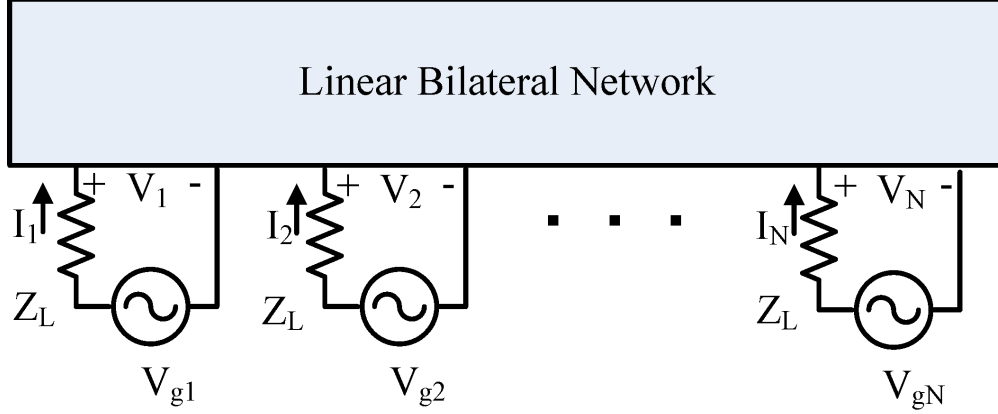 Linear Bilateral Network
+ V1 - + V2 - + VN -
I1 I2 . . . IN
ZL ZL ZL
Vg1 Vg2 VgN